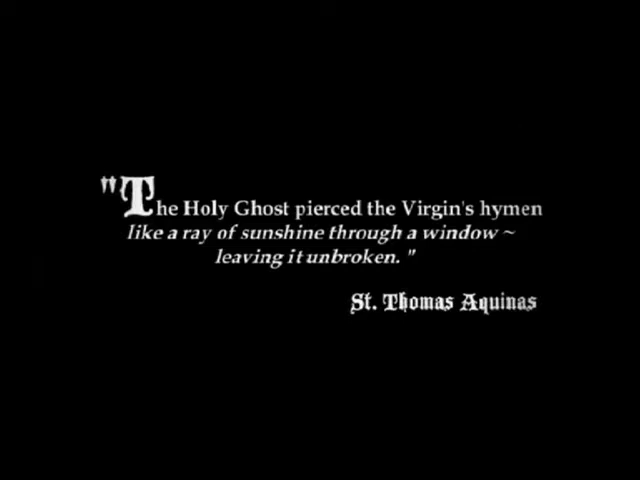 "The Holy Ghost pierced the Virgin's hymen
like a ray of sunshine through a window ~
leaving it unbroken. "
St. Thomas Aquinas